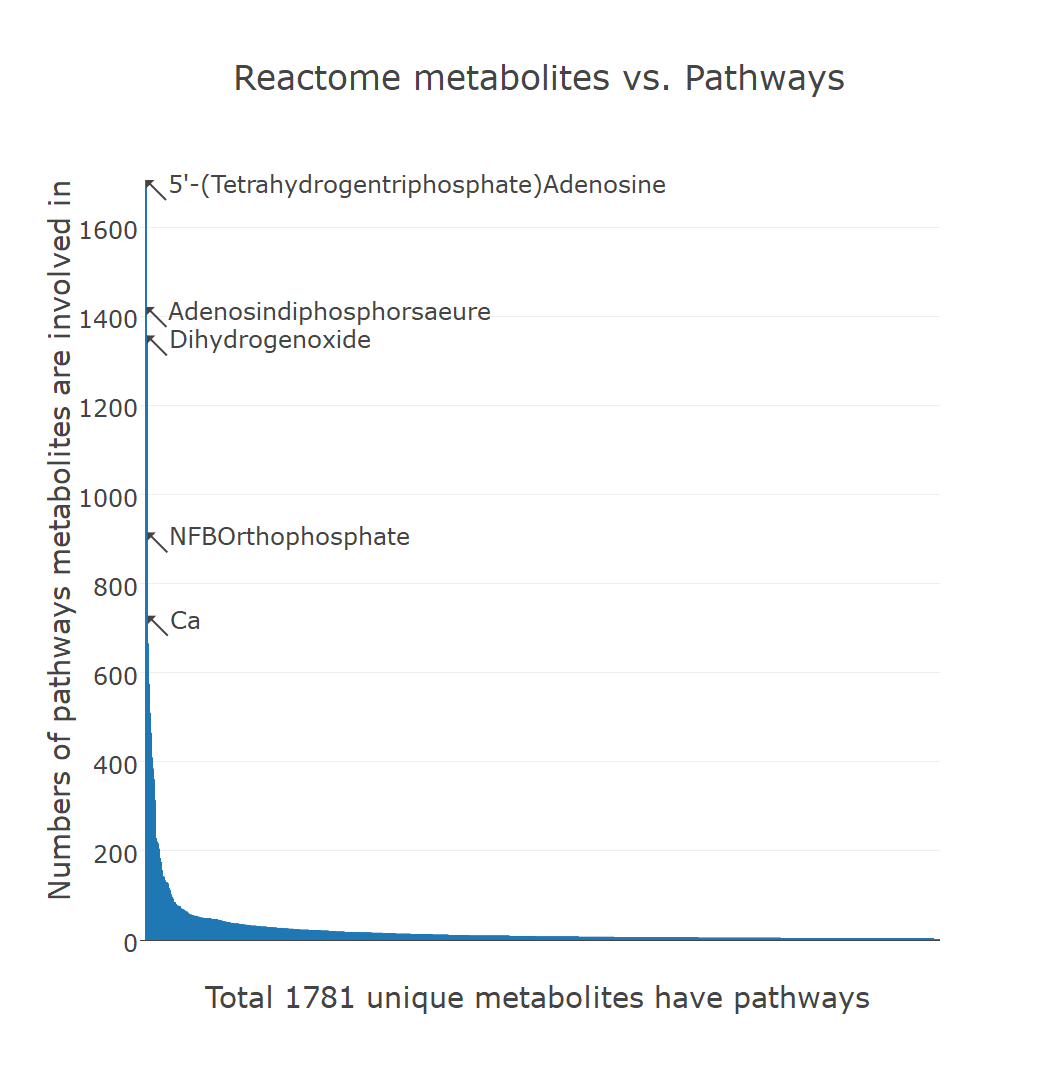 Reactome metabolites vs. Pathways
Numbers of pathways metabolites are involved in
5'-(Tetrahydrogentriphosphate)Adenosine
1600
Adenosindiphosphorsaeure
1400
Dihydrogenoxide
1200
1000
NFBOrthophosphate
800
Ca
600
400
200
0
Total 1781 unique metabolites have pathways